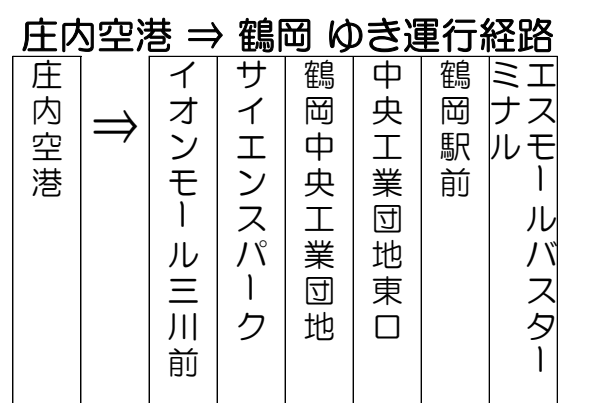 庄内空港 ⇒ 鶴岡 ゆき運行経路
庄内空港
⇒
イオンモール三川前
サイエンスパーク
鶴岡中央工業団地
中央工業団地東口
鶴岡駅前
エスモールバスター
ミナル